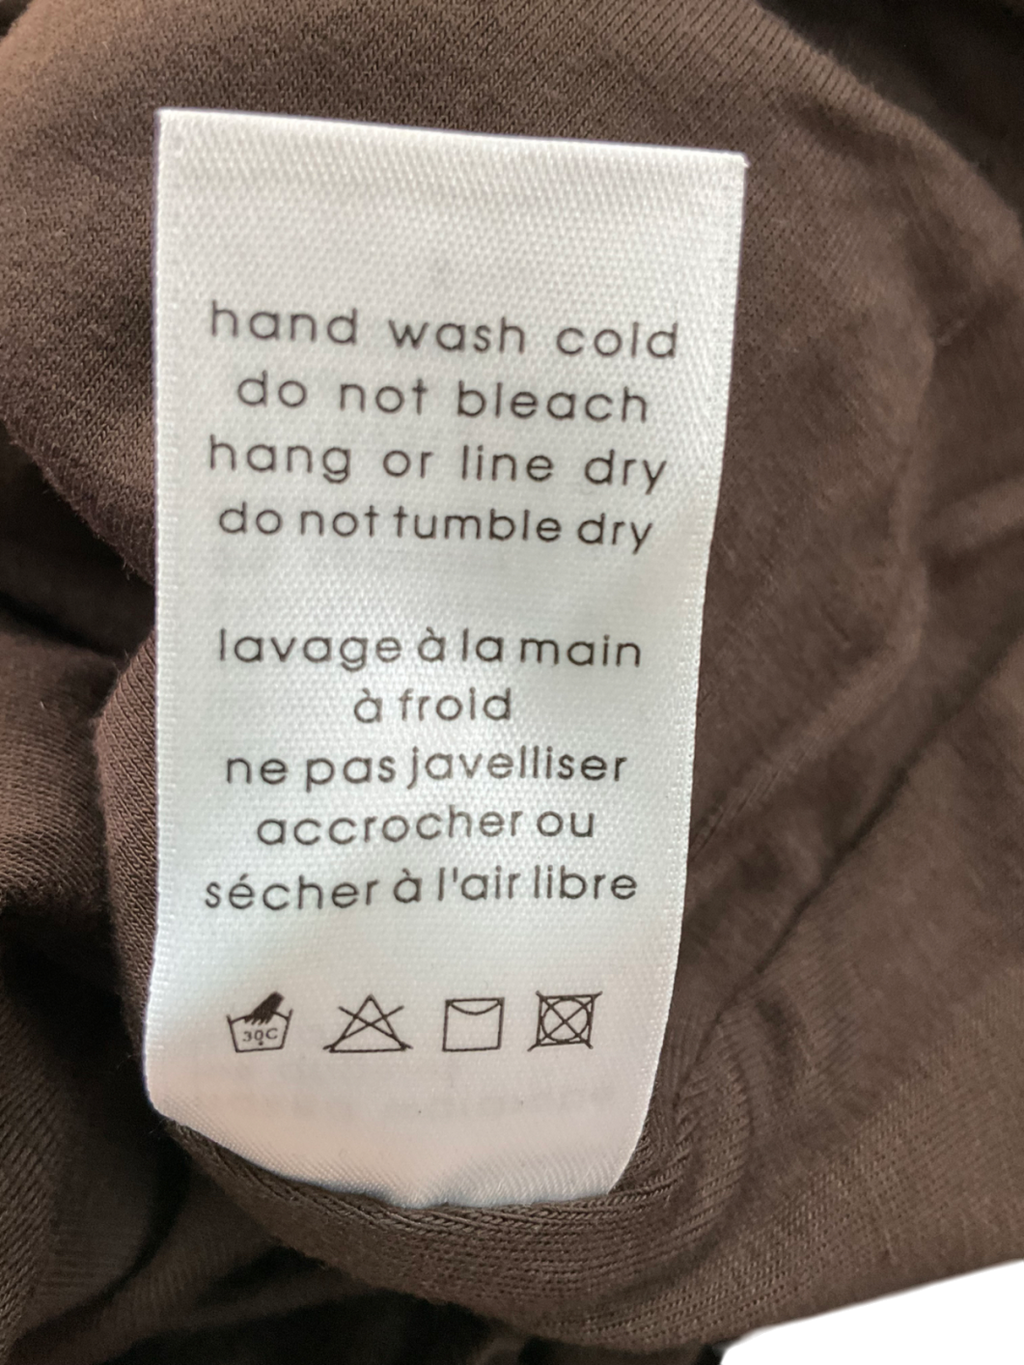 hand wash cold
do not bleach
hang or line dry
do not tumble dry
lavage à la main
à froid
ne pas javelliser
accrocher ou
sécher à l'air libre
30C